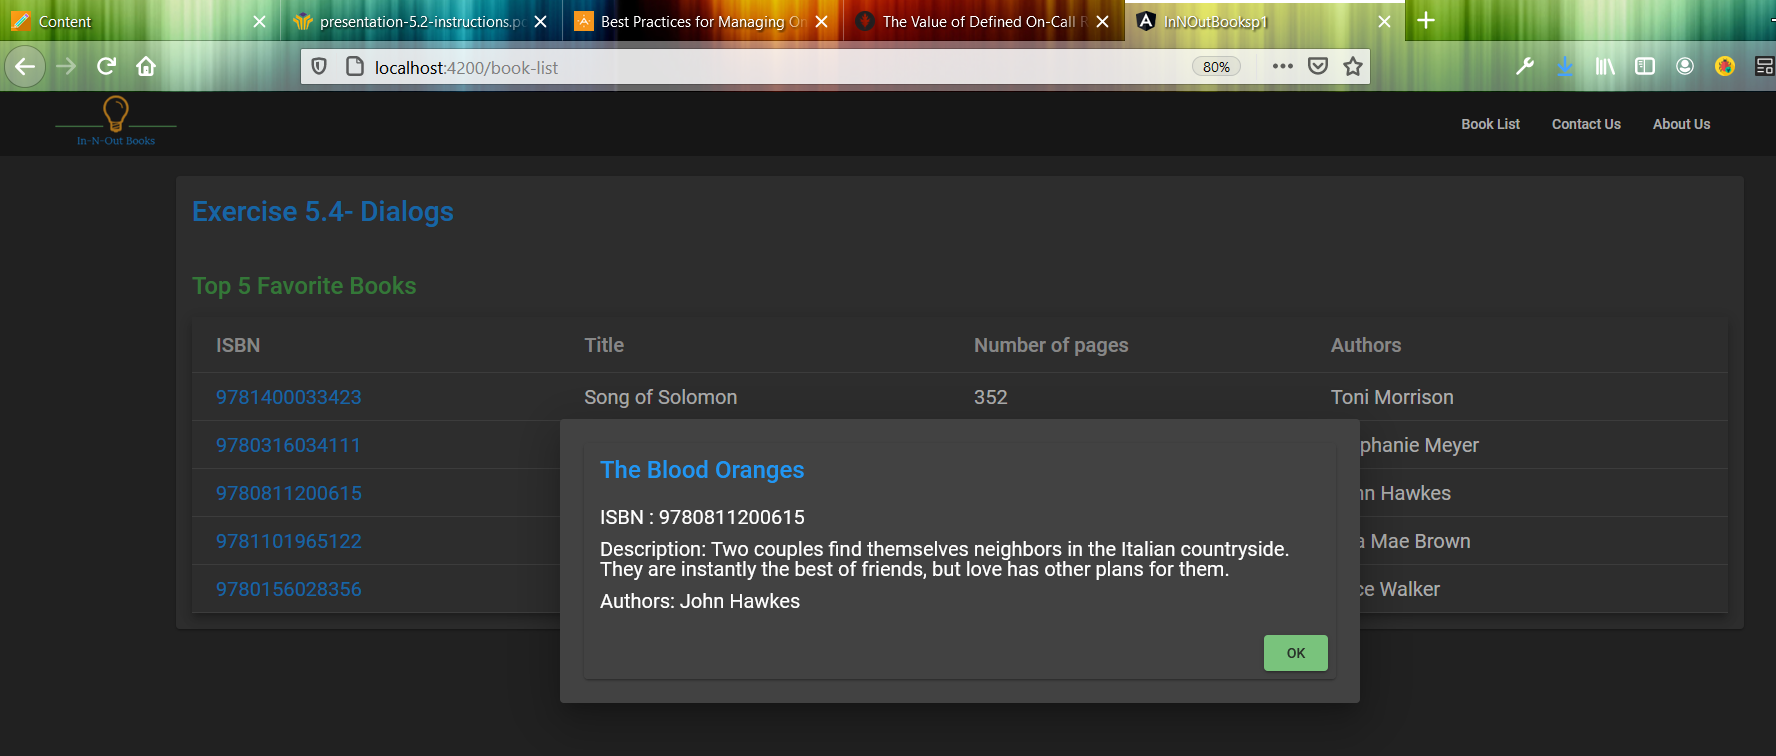 Content
presentation-5.2-instructions.pd
Best Practices for Managing On
The Value of Defined On-Call R
InNOutBooksp1
localhost:4200/book-list
80%
In-N-Out Books
Book List
Contact Us
About Us
Exercise 5.4- Dialogs
Top 5 Favorite Books
ISBN Title Number of pages Authors
9781400033423 Song of Solomon 352 Toni Morrison
9780316034111 phanie Meyer
9780811200615 hn Hawkes
9781101965122 a Mae Brown
9780156028356 ce Walker
The Blood Oranges
ISBN : 9780811200615
Description: Two couples find themselves neighbors in the Italian countryside.
They are instantly the best of friends, but love has other plans for them.
Authors: John Hawkes
OK